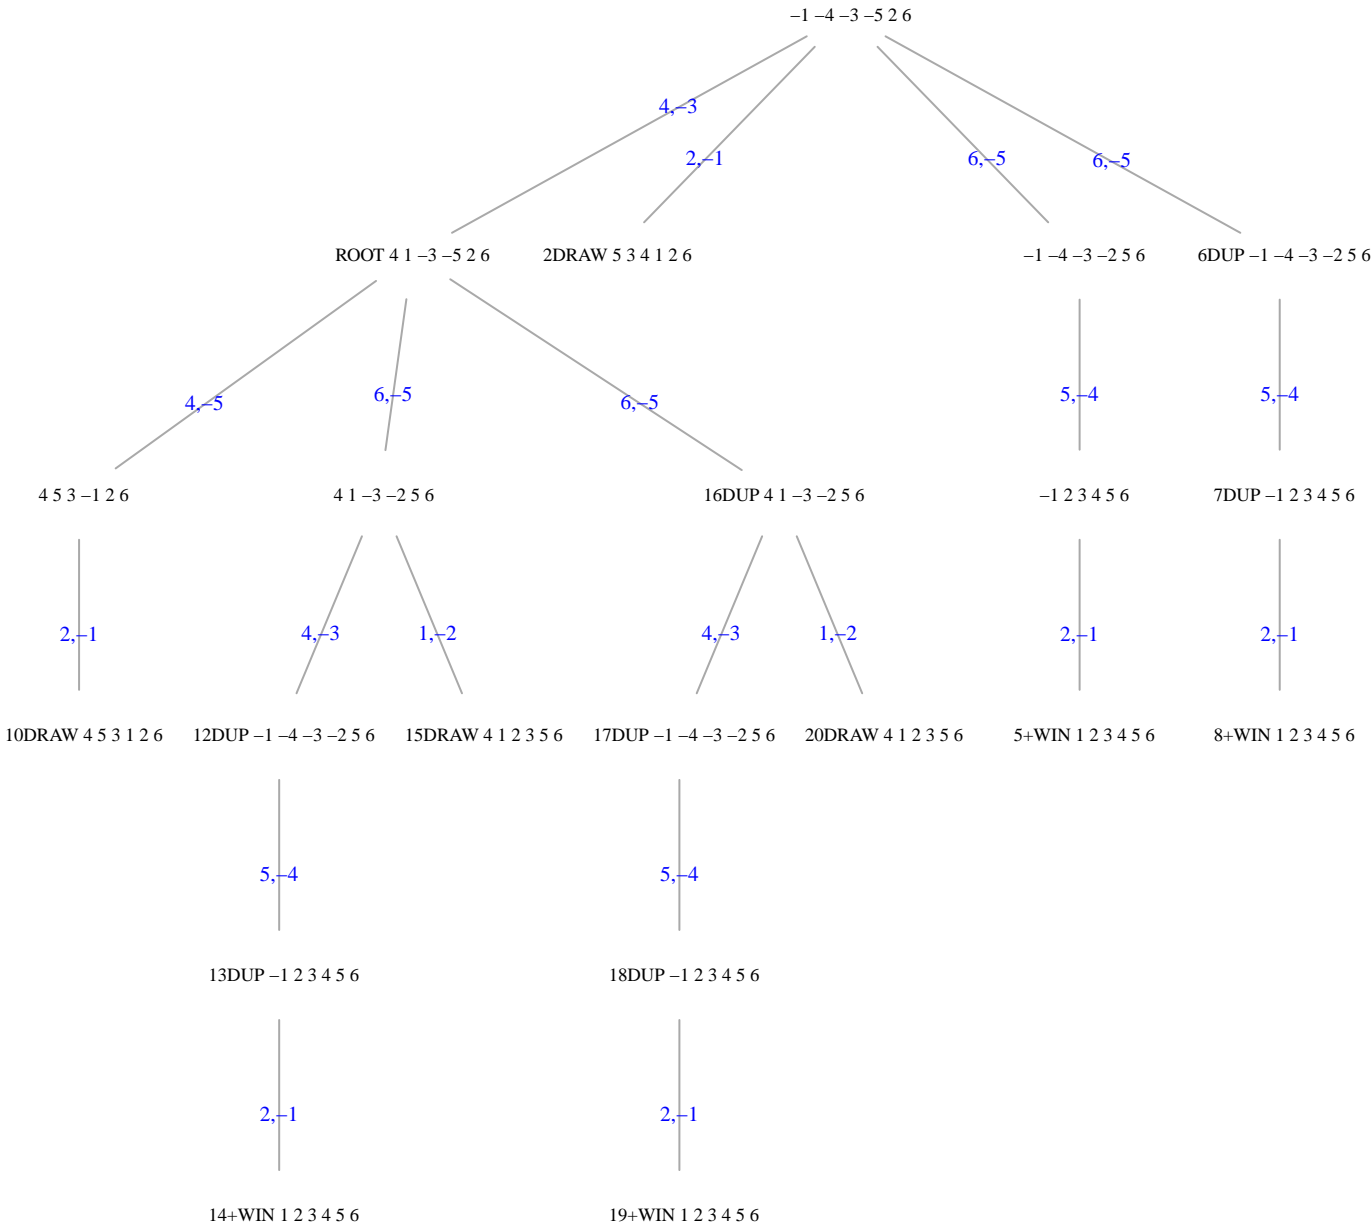 –1 –4 –3 –5 2 6
4,–3
2,–1
6,–5
6,–5
ROOT 4 1 –3 –5 2 6
2DRAW 5 3 4 1 2 6
–1 –4 –3 –2 5 6
6DUP –1 –4 –3 –2 5 6
4,–5
6,–5
6,–5
5,–4
5,–4
4 5 3 –1 2 6
4 1 –3 –2 5 6
16DUP 4 1 –3 –2 5 6
–1 2 3 4 5 6
7DUP –1 2 3 4 5 6
2,–1
4,–3
1,–2
4,–3
1,–2
2,–1
2,–1
10DRAW 4 5 3 1 2 6
12DUP –1 –4 –3 –2 5 6
15DRAW 4 1 2 3 5 6
17DUP –1 –4 –3 –2 5 6
20DRAW 4 1 2 3 5 6
5+WIN 1 2 3 4 5 6
8+WIN 1 2 3 4 5 6
5,–4
5,–4
13DUP –1 2 3 4 5 6
18DUP –1 2 3 4 5 6
2,–1
2,–1
14+WIN 1 2 3 4 5 6
19+WIN 1 2 3 4 5 6